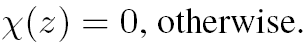 χ(z) = 0, otherwise.